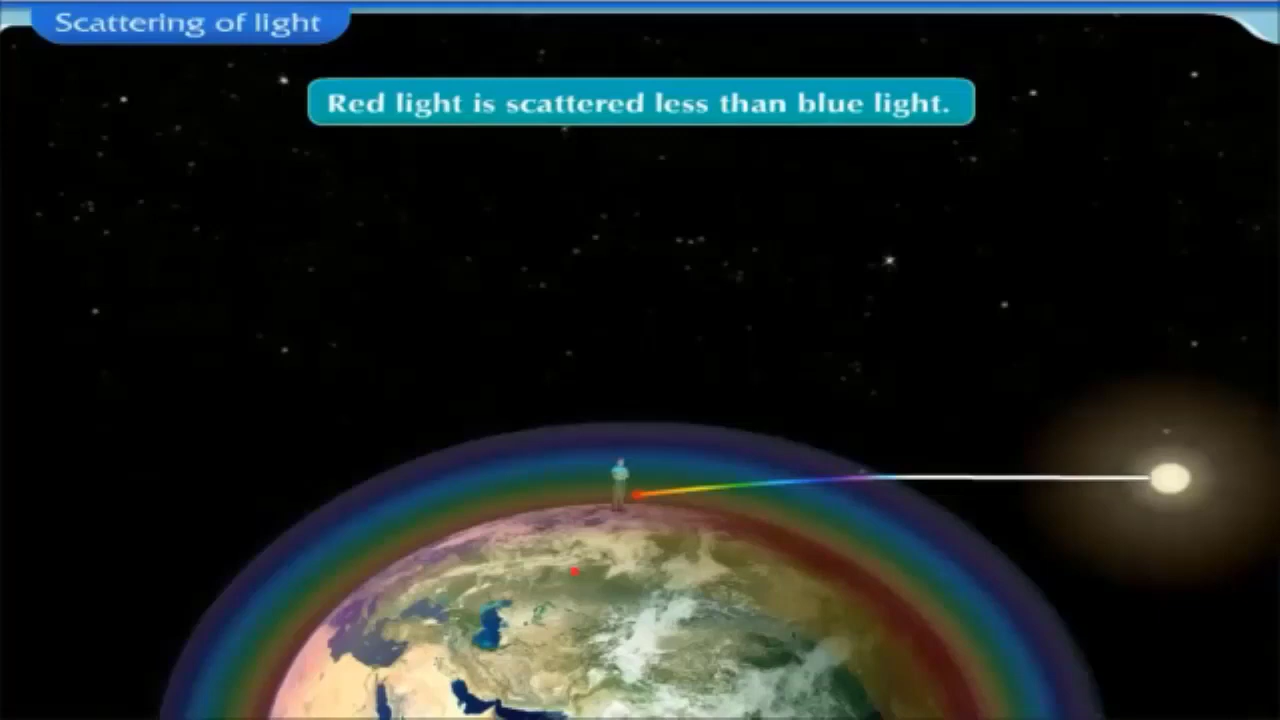 Scattering of light
Red light is scattered less than blue light.